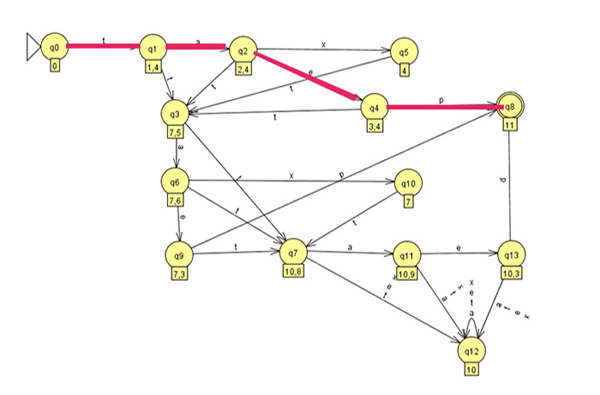 q0 t q1 a q2 x q5
0 1,4 2,4 4
t t e t
q3 t q4 p q8
7,5 3,4 11
a t
q6 x p q10 p
7,6 7
e t t
q9 t q7 a q11 e q13
7,3 10,8 10,9 10,3
t e x a t x x e t a a t e x
q12
10